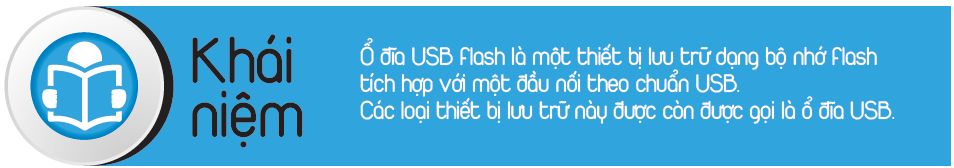 Khái
niệm
Ổ đĩa USB flash là một thiết bị lưu trữ dạng bộ nhớ flash
tích hợp với một đầu nối theo chuẩn USB.
Các loại thiết bị lưu trữ này được còn được gọi là ổ đĩa USB.